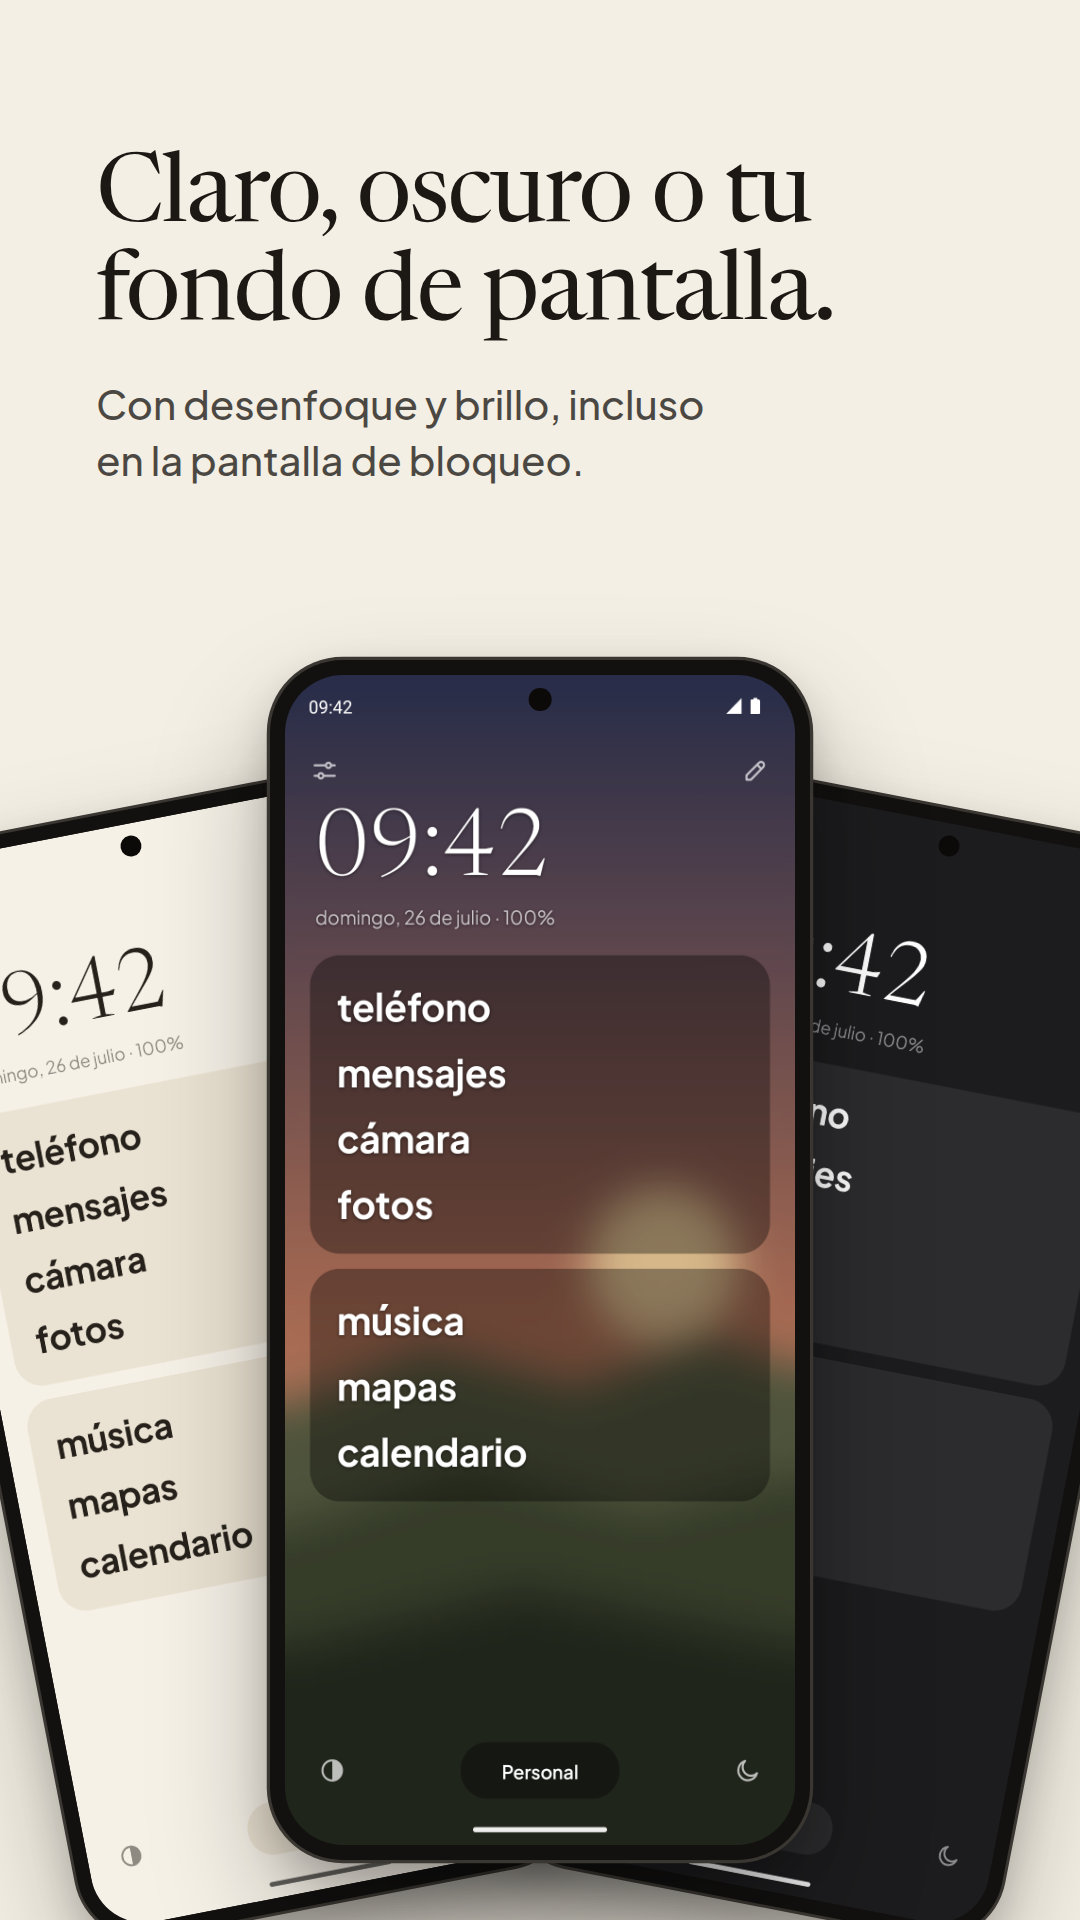 Claro, oscuro o tu
fondo de pantalla.
Con desenfoque y brillo, incluso
en la pantalla de bloqueo.
09:42
09:42
domingo, 26 de julio · 100%
teléfono
mensajes
cámara
fotos
música
mapas
calendario
Personal
9:42
26 de julio · 100%
teléfono
mensajes
cámara
fotos
música
mapas
calendario
:42
de julio · 100%